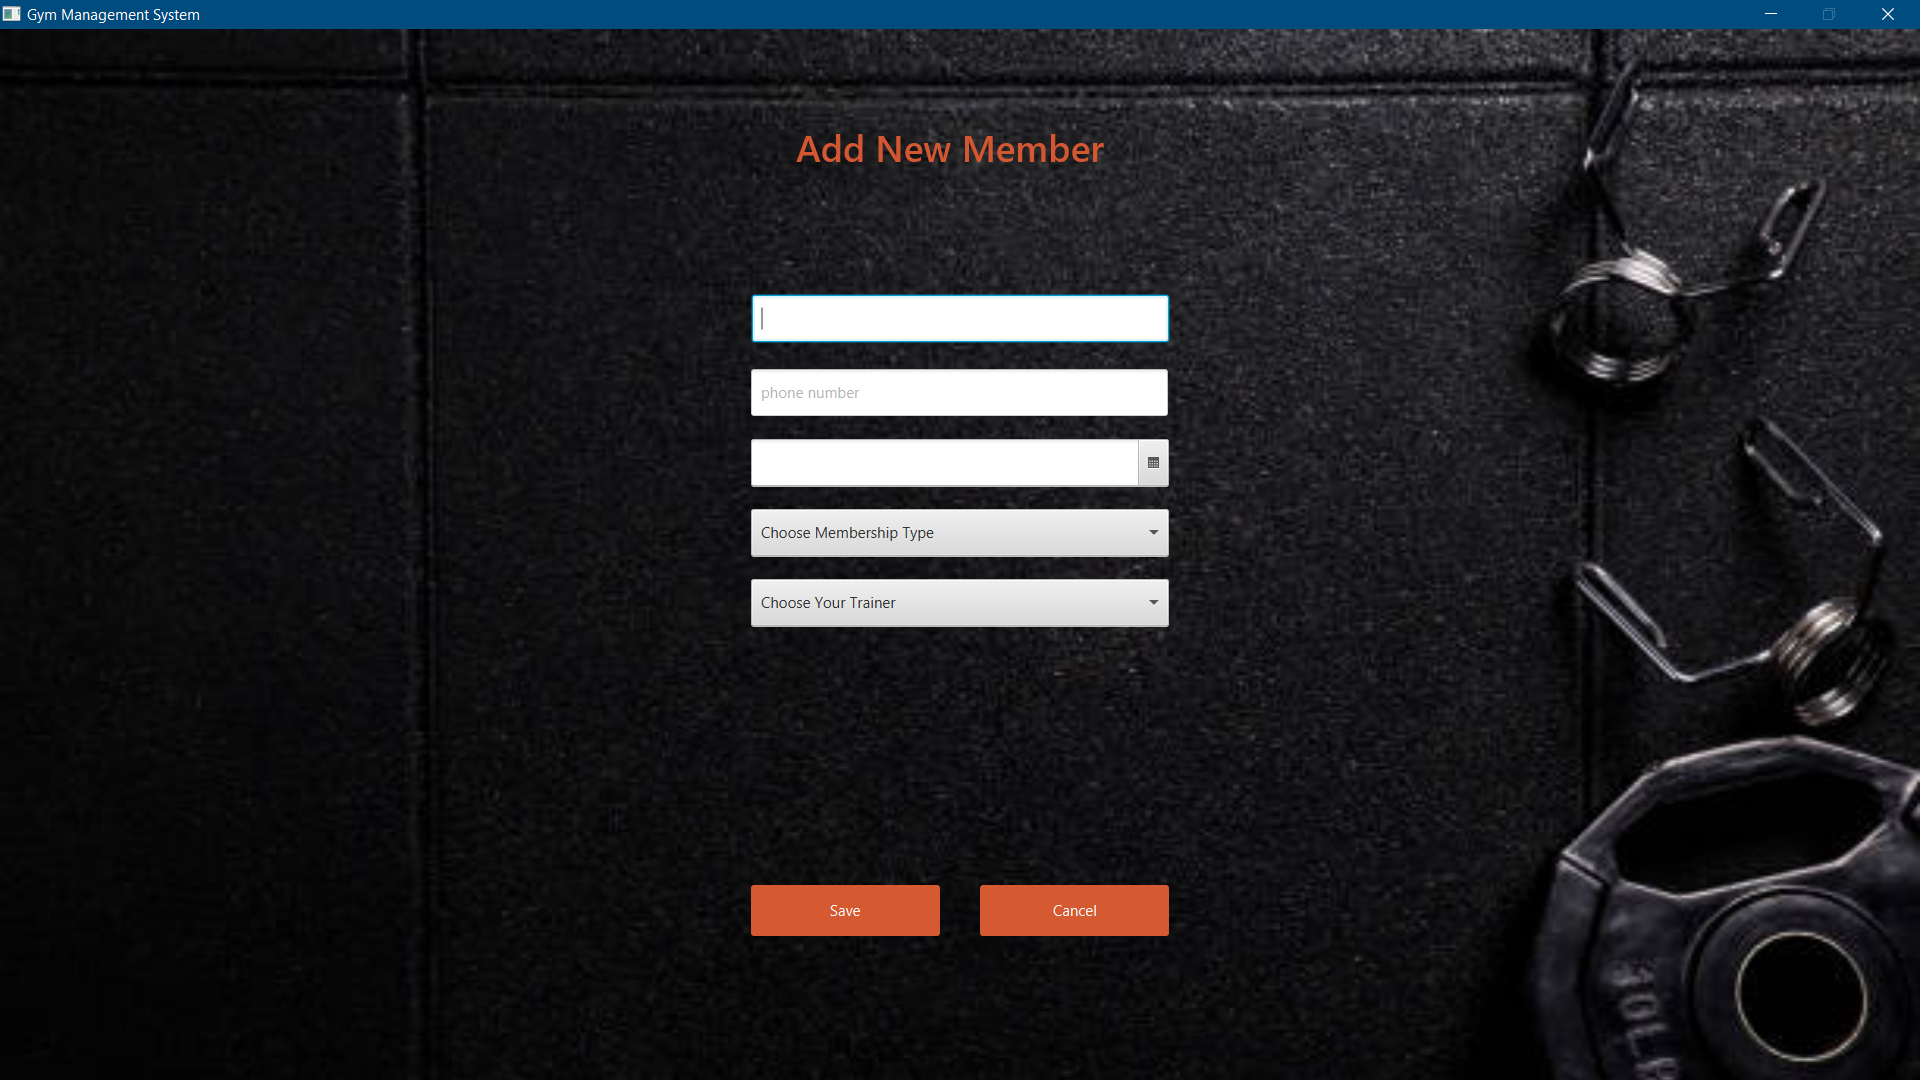 Gym Management System
Add New Member
phone number
Choose Membership Type
Choose Your Trainer
Save
Cancel